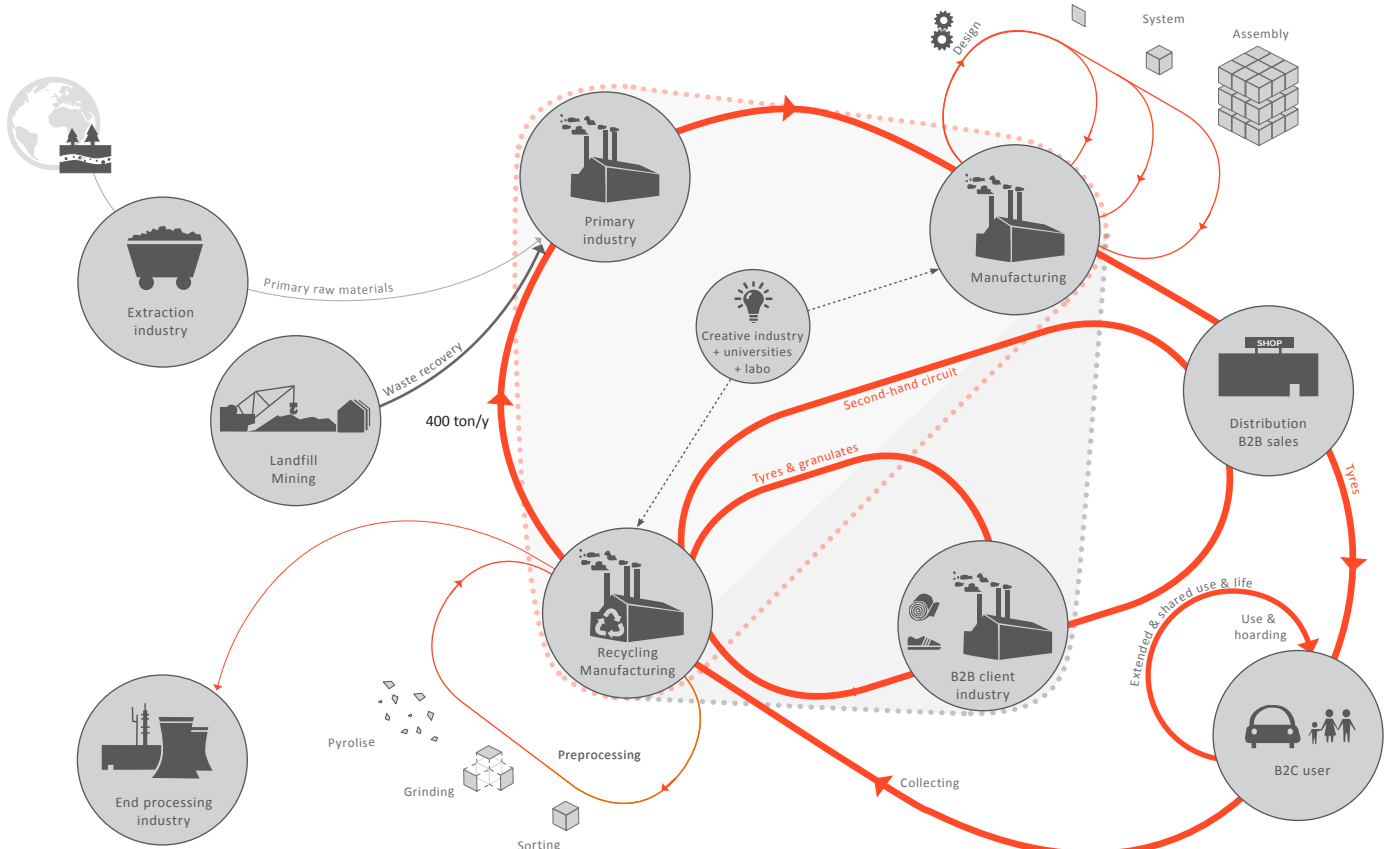 System
Assembly
Design
Primary
industry
Manufacturing
Extraction
industry
Primary raw materials
Creative industry
+ universities
+ labo
Waste recovery
Landfill
Mining
400 ton/y
Second-hand circuit
SHOP
Distribution
B2B sales
Tyres & granulates
Tyres
Recycling
Manufacturing
B2B client
industry
Extended & shared use & life
Use &
hoarding
B2C user
Pyrolise
Preprocessing
Grinding
Sorting
Collecting
End processing
industry